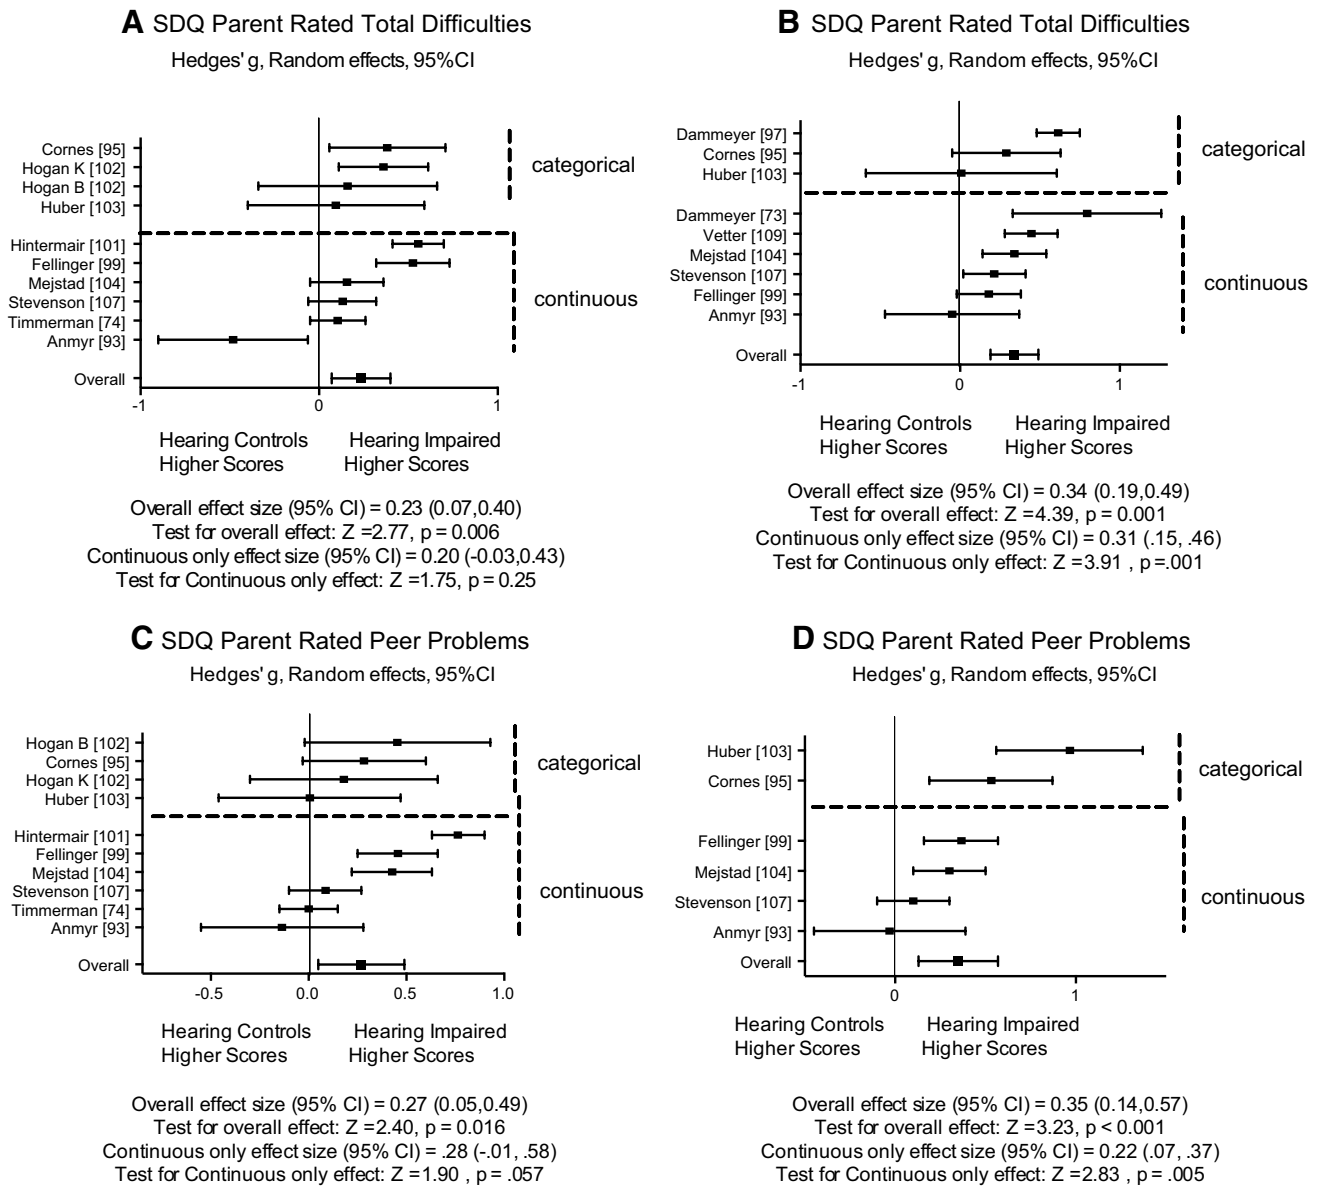 A SDQ Parent Rated Total Difficulties
Hedges' g, Random effects, 95%CI
Cornes [95]
Hogan K [102]
Hogan B [102]
Huber [103]
categorical
Hintermair [101]
Fellinger [99]
Mejstad [104]
Stevenson [107]
Timmerman [74]
Anmyr [93]
continuous
Overall
-1 0 1
Hearing Controls Hearing Impaired
Higher Scores Higher Scores
Overall effect size (95% CI) = 0.23 (0.07,0.40)
Test for overall effect: Z =2.77, p = 0.006
Continuous only effect size (95% CI) = 0.20 (-0.03,0.43)
Test for Continuous only effect: Z =1.75, p = 0.25
B SDQ Parent Rated Total Difficulties
Hedges' g, Random effects, 95%CI
Dammeyer [97]
Cornes [95]
Huber [103]
categorical
Dammeyer [73]
Vetter [109]
Mejstad [104]
Stevenson [107]
Fellinger [99]
Anmyr [93]
continuous
Overall
-1 0 1
Hearing Controls Hearing Impaired
Higher Scores Higher Scores
Overall effect size (95% CI) = 0.34 (0.19,0.49)
Test for overall effect: Z =4.39, p = 0.001
Continuous only effect size (95% CI) = 0.31 (.15, .46)
Test for Continuous only effect: Z =3.91 , p =.001
C SDQ Parent Rated Peer Problems
Hedges' g, Random effects, 95%CI
Hogan B [102]
Cornes [95]
Hogan K [102]
Huber [103]
categorical
Hintermair [101]
Fellinger [99]
Mejstad [104]
Stevenson [107]
Timmerman [74]
Anmyr [93]
continuous
Overall
-0.5 0.0 0.5 1.0
Hearing Controls Hearing Impaired
Higher Scores Higher Scores
Overall effect size (95% CI) = 0.27 (0.05,0.49)
Test for overall effect: Z =2.40, p = 0.016
Continuous only effect size (95% CI) = .28 (-.01, .58)
Test for Continuous only effect: Z =1.90 , p = .057
D SDQ Parent Rated Peer Problems
Hedges' g, Random effects, 95%CI
Huber [103]
Cornes [95]
categorical
Fellinger [99]
Mejstad [104]
Stevenson [107]
Anmyr [93]
continuous
Overall
0 1
Hearing Controls Hearing Impaired
Higher Scores Higher Scores
Overall effect size (95% CI) = 0.35 (0.14,0.57)
Test for overall effect: Z =3.23, p < 0.001
Continuous only effect size (95% CI) = 0.22 (.07, .37)
Test for Continuous only effect: Z =2.83 , p = .005